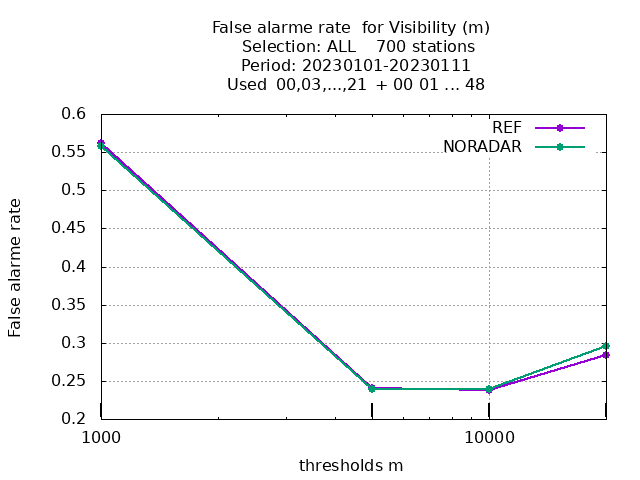 False alarme rate  for Visibility (m)
Selection: ALL    700 stations
Period: 20230101-20230111
Used  00,03,...,21  + 00 01 ... 48
REF
NORADAR
0.6
0.55
0.5
0.45
0.4
0.35
0.3
0.25
0.2
False alarme rate
1000
10000
thresholds m